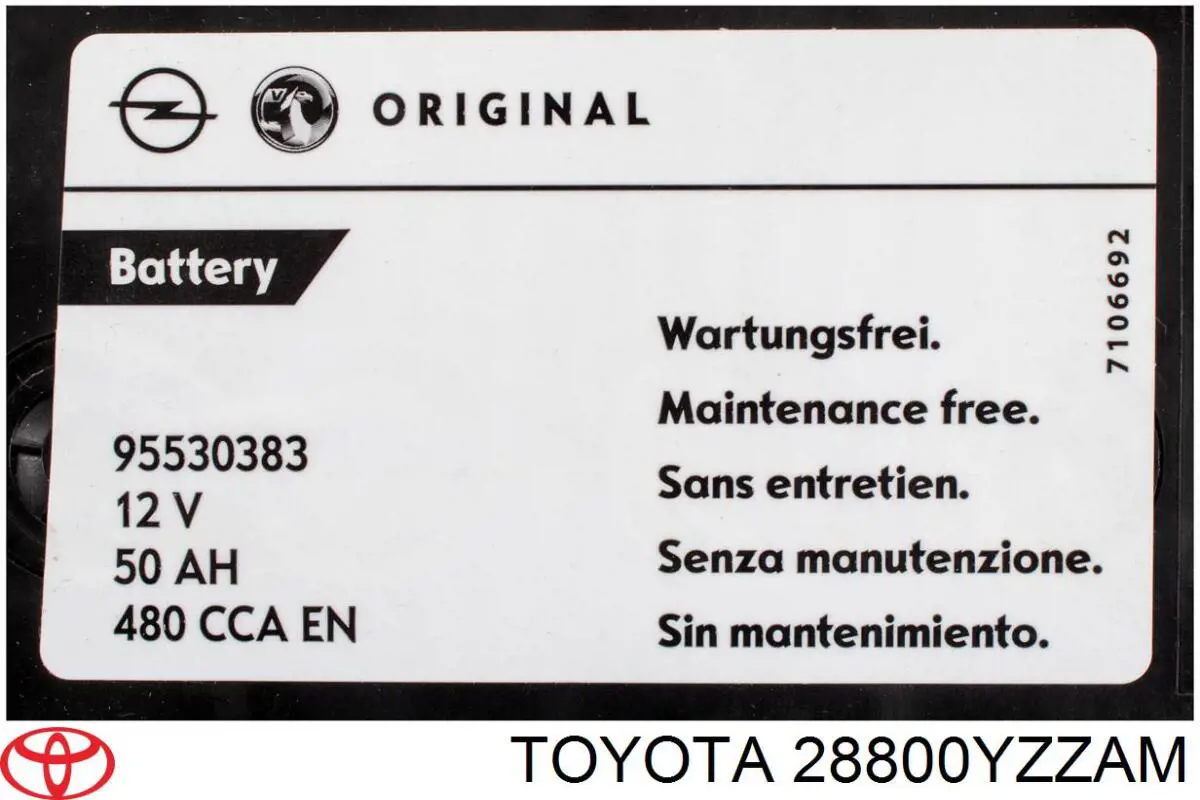 ORIGINAL
Battery
7106692
95530383
12 V
50 AH
480 CCA EN
Wartungsfrei.
Maintenance free.
Sans entretien.
Senza manutenzione.
Sin mantenimiento.
TOYOTA 28800YZZAM